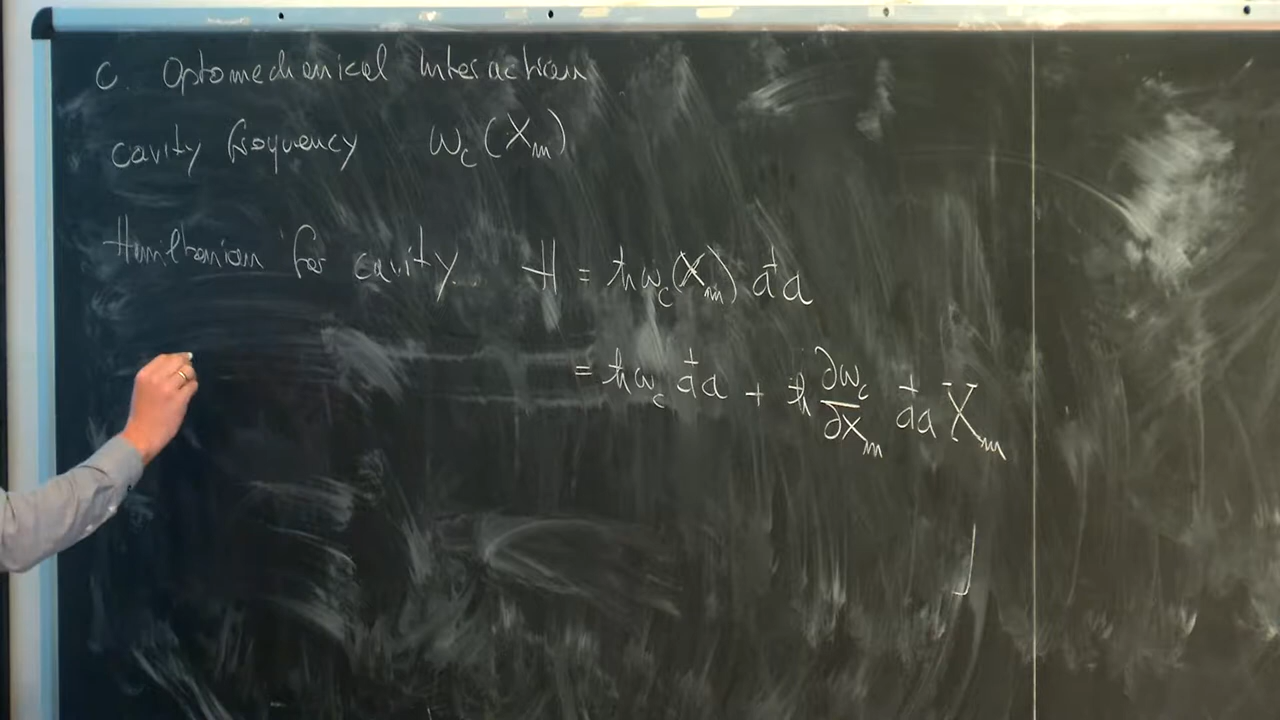 c. Optomechanical Interaction
cavity frequency ω_c(X_m)
Hamiltonian for cavity H = ħω_c(X_m) a†a
= ħω_c a†a + ħ ∂ω_c/∂X_m a†a X_m